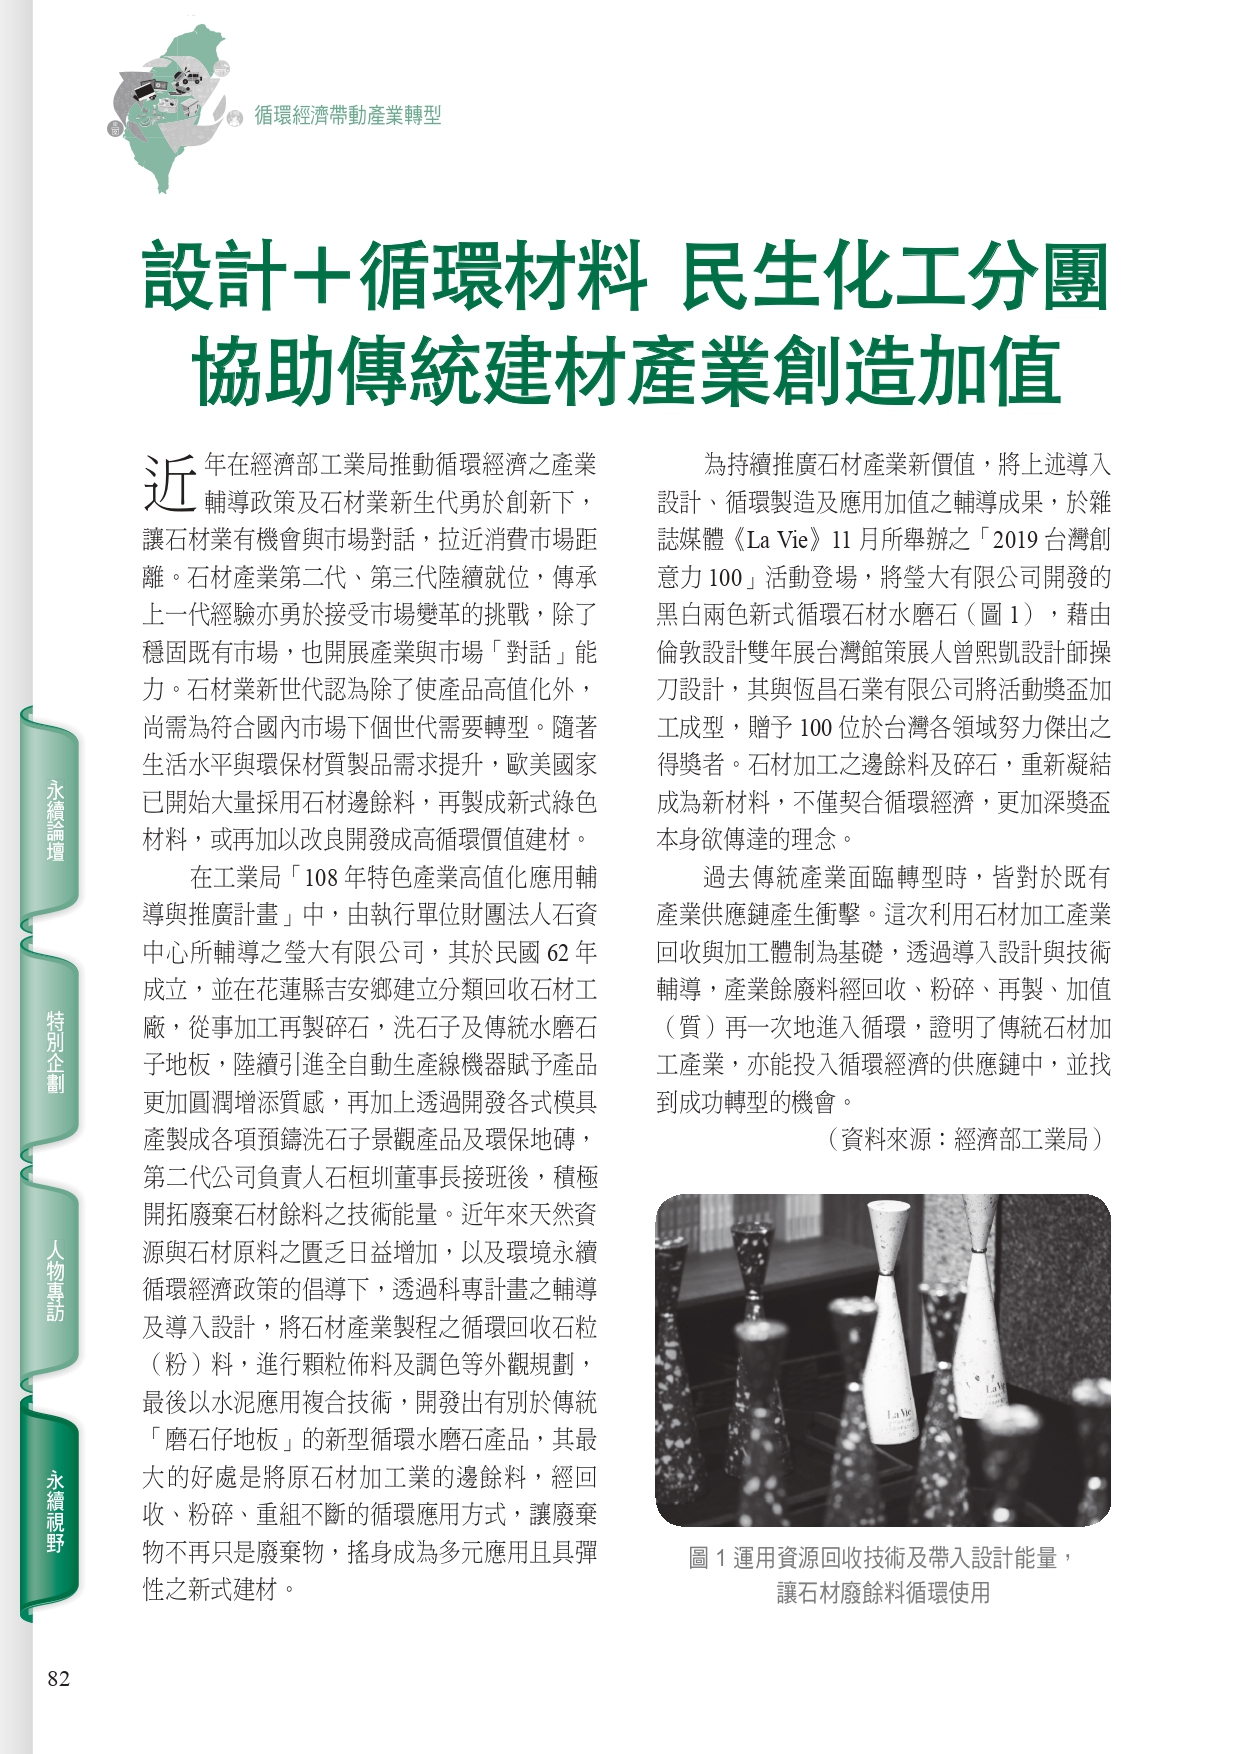 循環經濟帶動產業轉型
設計＋循環材料 民生化工分團
協助傳統建材產業創造加值
近年在經濟部工業局推動循環經濟之產業
輔導政策及石材業新生代勇於創新下，
讓石材業有機會與市場對話，拉近消費市場距
離。石材產業第二代、第三代陸續就位，傳承
上一代經驗亦勇於接受市場變革的挑戰，除了
穩固既有市場，也開展產業與市場「對話」能
力。石材業新世代認為除了使產品高值化外，
尚需為符合國內市場下個世代需要轉型。隨著
生活水平與環保材質製品需求提升，歐美國家
已開始大量採用石材邊餘料，再製成新式綠色
材料，或再加以改良開發成高循環價值建材。
在工業局「108 年特色產業高值化應用輔
導與推廣計畫」中，由執行單位財團法人石資
中心所輔導之瑩大有限公司，其於民國 62 年
成立，並在花蓮縣吉安鄉建立分類回收石材工
廠，從事加工再製碎石，洗石子及傳統水磨石
子地板，陸續引進全自動生產線機器賦予產品
更加圓潤增添質感，再加上透過開發各式模具
產製成各項預鑄洗石子景觀產品及環保地磚，
第二代公司負責人石桓圳董事長接班後，積極
開拓廢棄石材餘料之技術能量。近年來天然資
源與石材原料之匱乏日益增加，以及環境永續
循環經濟政策的倡導下，透過科專計畫之輔導
及導入設計，將石材產業製程之循環回收石粒
（粉）料，進行顆粒佈料及調色等外觀規劃，
最後以水泥應用複合技術，開發出有別於傳統
「磨石仔地板」的新型循環水磨石產品，其最
大的好處是將原石材加工業的邊餘料，經回
收、粉碎、重組不斷的循環應用方式，讓廢棄
物不再只是廢棄物，搖身成為多元應用且具彈
性之新式建材。
為持續推廣石材產業新價值，將上述導入
設計、循環製造及應用加值之輔導成果，於雜
誌媒體《La Vie》11 月所舉辦之「2019 台灣創
意力 100」活動登場，將瑩大有限公司開發的
黑白兩色新式循環石材水磨石（圖 1），藉由
倫敦設計雙年展台灣館策展人曾熙凱設計師操
刀設計，其與恆昌石業有限公司將活動獎盃加
工成型，贈予 100 位於台灣各領域努力傑出之
得獎者。石材加工之邊餘料及碎石，重新凝結
成為新材料，不僅契合循環經濟，更加深獎盃
本身欲傳達的理念。
過去傳統產業面臨轉型時，皆對於既有
產業供應鏈產生衝擊。這次利用石材加工產業
回收與加工體制為基礎，透過導入設計與技術
輔導，產業餘廢料經回收、粉碎、再製、加值
（質）再一次地進入循環，證明了傳統石材加
工產業，亦能投入循環經濟的供應鏈中，並找
到成功轉型的機會。
（資料來源：經濟部工業局）
La Vie
La Vie
圖 1 運用資源回收技術及帶入設計能量，
讓石材廢餘料循環使用
永續論壇
特別企劃
人物專訪
永續視野
82